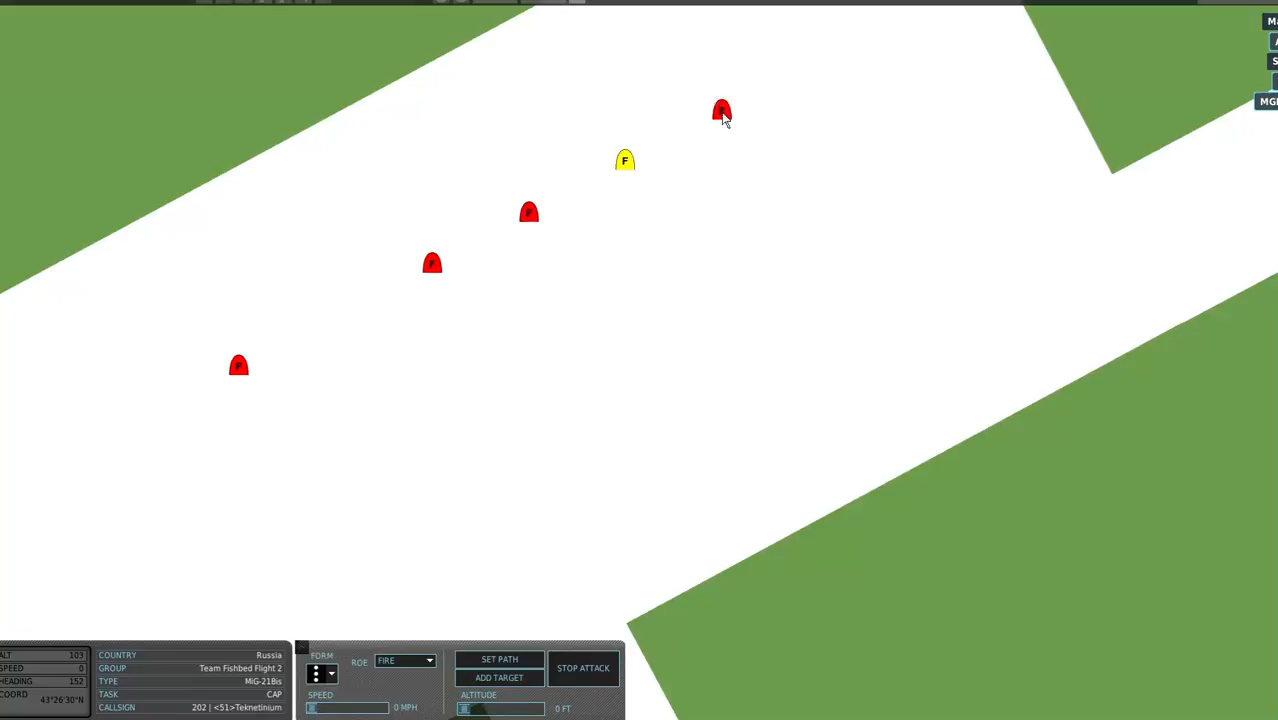 F
F
F
F
F
MGI
ALT 103
SPEED 0
HEADING 152
COORD 43°26'30"N
COUNTRY Russia
GROUP Team Fishbed Flight 2
TYPE MiG-21Bis
TASK CAP
CALLSIGN 202 | <51>Teknetinium
FORM
ROE FIRE
SPEED
0 MPH
SET PATH
ADD TARGET
STOP ATTACK
ALTITUDE
0 FT